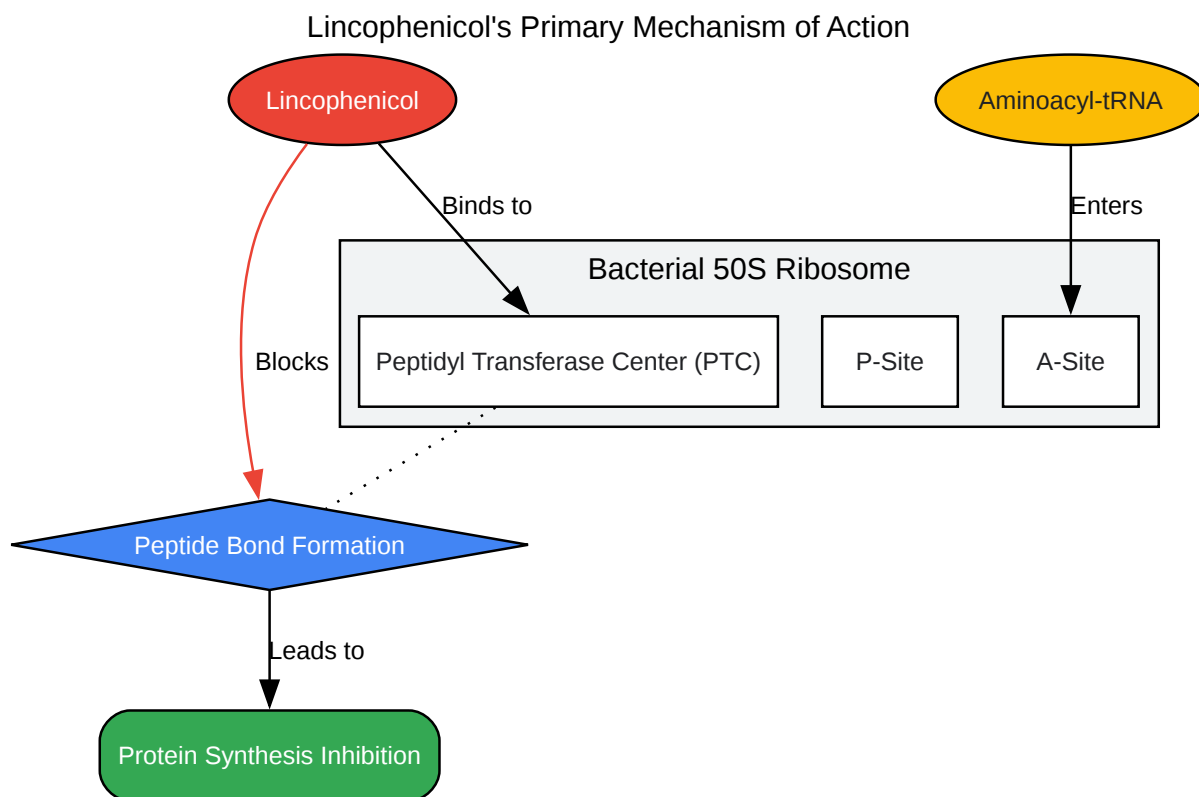 Lincophenicol's Primary Mechanism of Action
Lincophenicol
Aminoacyl-tRNA
Binds to
Enters
Bacterial 50S Ribosome
Blocks
Peptidyl Transferase Center (PTC)
P-Site
A-Site
Peptide Bond Formation
Leads to
Protein Synthesis Inhibition